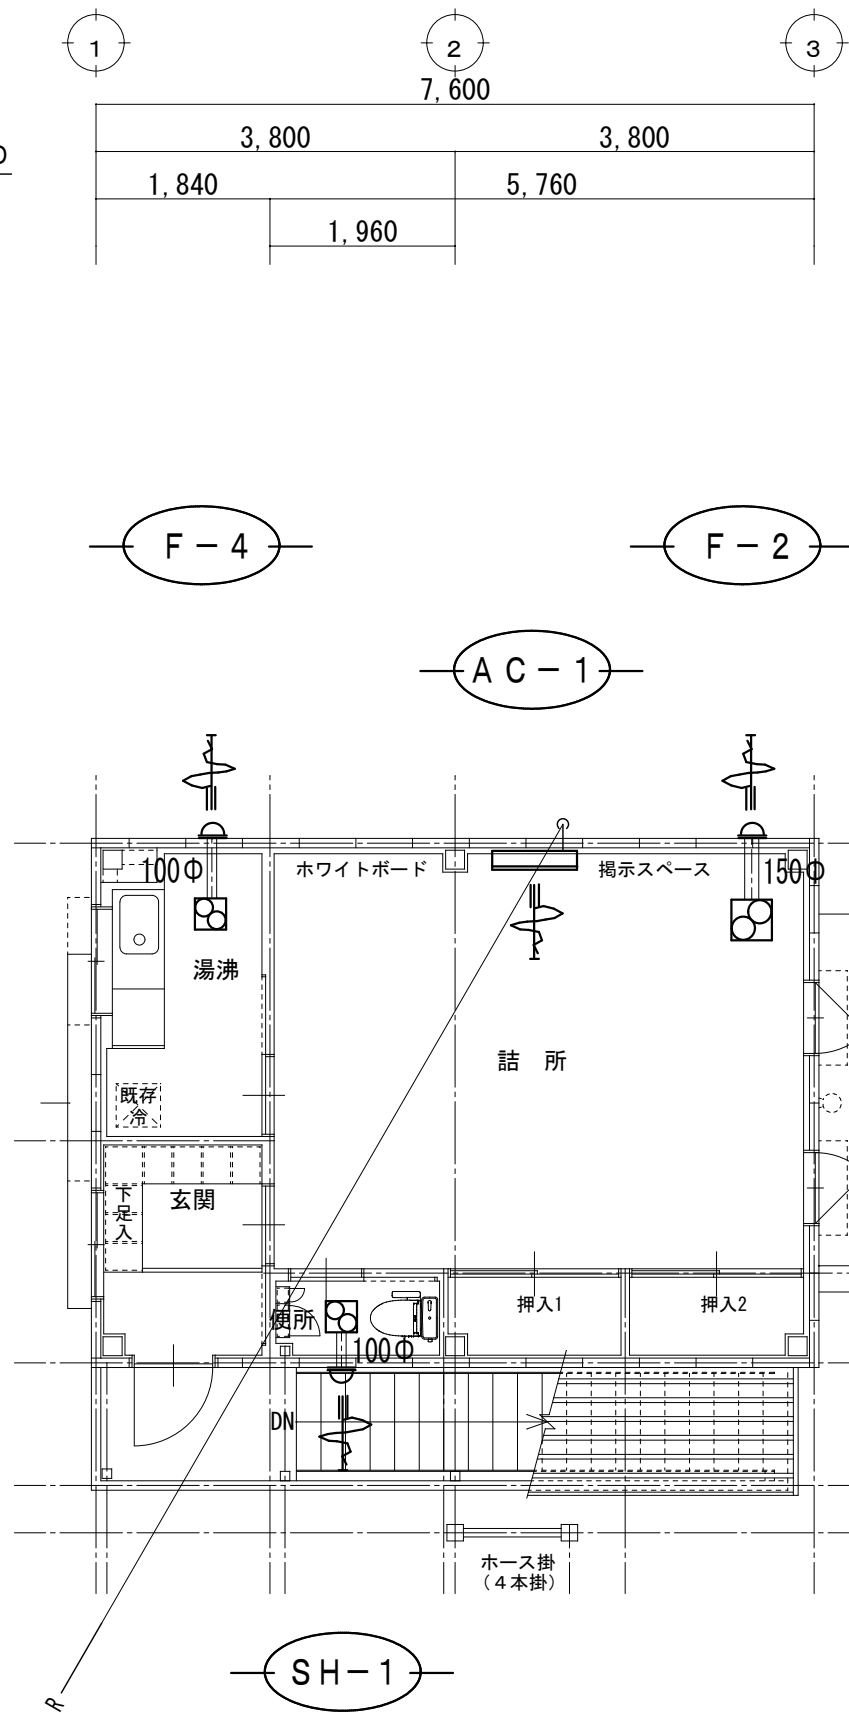 1
2
3
7,600
3,800
3,800
1,840
5,760
1,960
F－4
F－2
AC－1
100Φ
ホワイトボード
掲示スペース
150Φ
湯沸
詰 所
既存
冷
下足入
玄関
便所
押入1
押入2
100Φ
DN
ホース掛
(4本掛)
SH－1
R